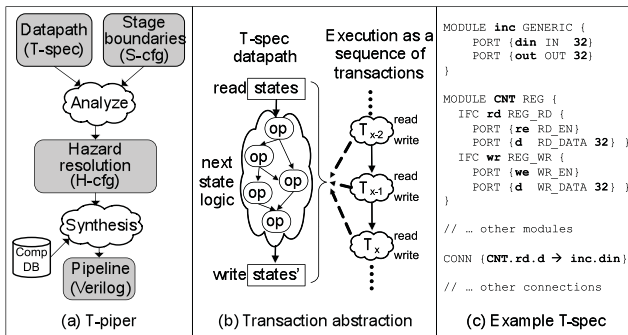 Datapath
(T-spec)
Stage
boundaries
(S-cfg)
Analyze
Hazard
resolution
(H-cfg)
Synthesis
Comp
DB
Pipeline
(Verilog)
(a) T-piper
T-spec
datapath
read states
op
op
op
op
next
state
logic
write states'
Execution as a
sequence of
transactions
read
Tx-2
write
read
Tx-1
write
read
Tx
write
(b) Transaction abstraction
MODULE inc GENERIC {
PORT {din IN 32}
PORT {out OUT 32}
}
MODULE CNT REG {
IFC rd REG_RD {
PORT {re RD_EN}
PORT {d RD_DATA 32} }
IFC wr REG_WR {
PORT {we WR_EN}
PORT {d WR_DATA 32} }
}
// … other modules
CONN {CNT.rd.d → inc.din}
// … other connections
(c) Example T-spec